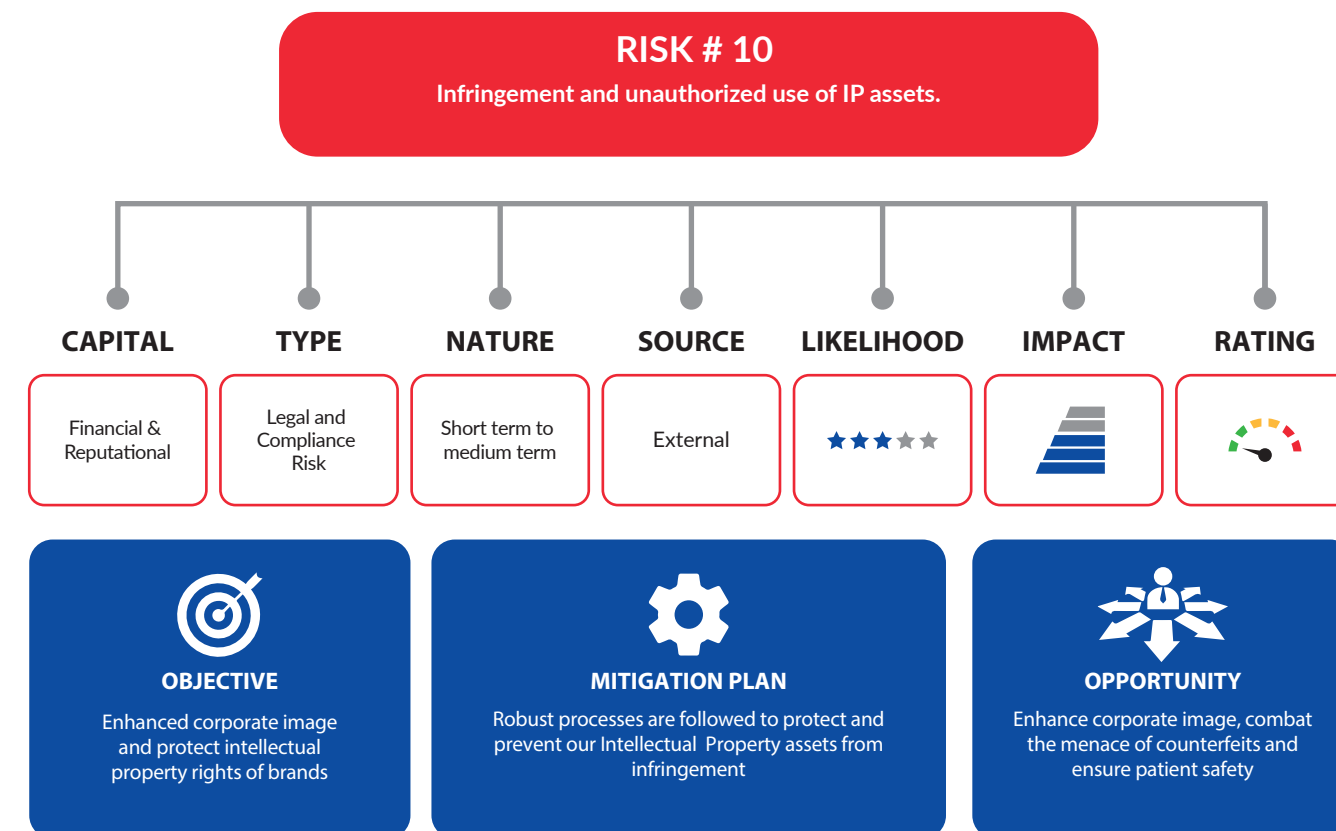 RISK # 10
Infringement and unauthorized use of IP assets.
CAPITAL
TYPE
NATURE
SOURCE
LIKELIHOOD
IMPACT
RATING
Financial &
Reputational
Legal and
Compliance
Risk
Short term to
medium term
External
OBJECTIVE
Enhanced corporate image
and protect intellectual
property rights of brands
MITIGATION PLAN
Robust processes are followed to protect and
prevent our Intellectual Property assets from
infringement
OPPORTUNITY
Enhance corporate image, combat
the menace of counterfeits and
ensure patient safety